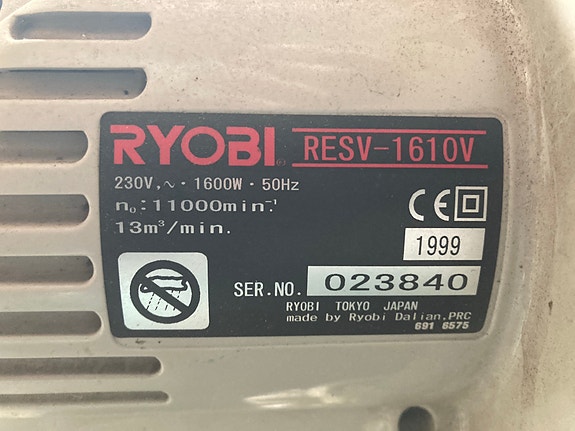 RYOBI® RESV-1610V
230V, ∿ · 1600W · 50Hz
n₀:11000min⁻¹
13m³/min.
CE
1999
SER.NO. 023840
RYOBI TOKYO JAPAN
made by Ryobi Dalian.PRC
691 6575